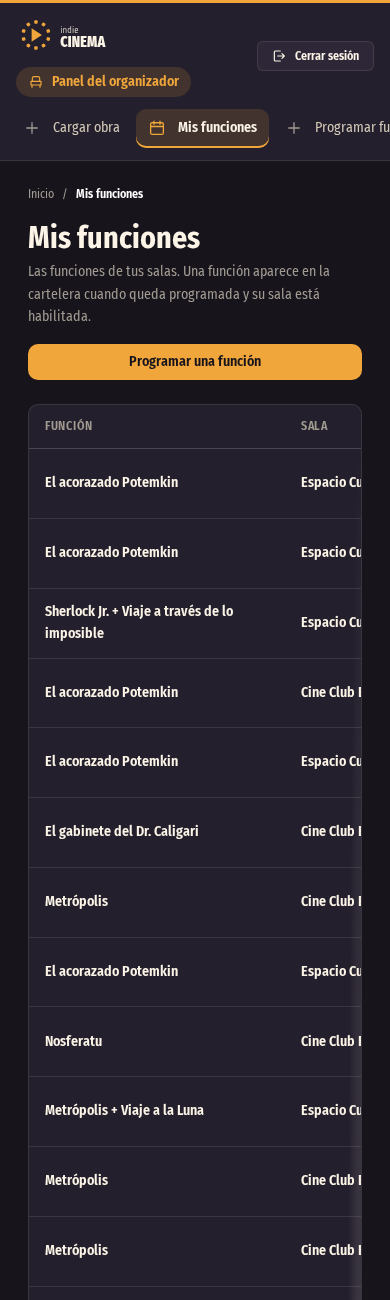 indie
CINEMA
Cerrar sesión
Panel del organizador
Cargar obra
Mis funciones
Programar fu
Inicio / Mis funciones
Mis funciones
Las funciones de tus salas. Una función aparece en la
cartelera cuando queda programada y su sala está
habilitada.
Programar una función
FUNCIÓN SALA
El acorazado Potemkin Espacio Cu
El acorazado Potemkin Espacio Cu
Sherlock Jr. + Viaje a través de lo
imposible Espacio Cu
El acorazado Potemkin Cine Club
El acorazado Potemkin Espacio Cu
El gabinete del Dr. Caligari Cine Club
Metrópolis Cine Club
El acorazado Potemkin Espacio Cu
Nosferatu Cine Club
Metrópolis + Viaje a la Luna Espacio Cu
Metrópolis Cine Club
Metrópolis Cine Club